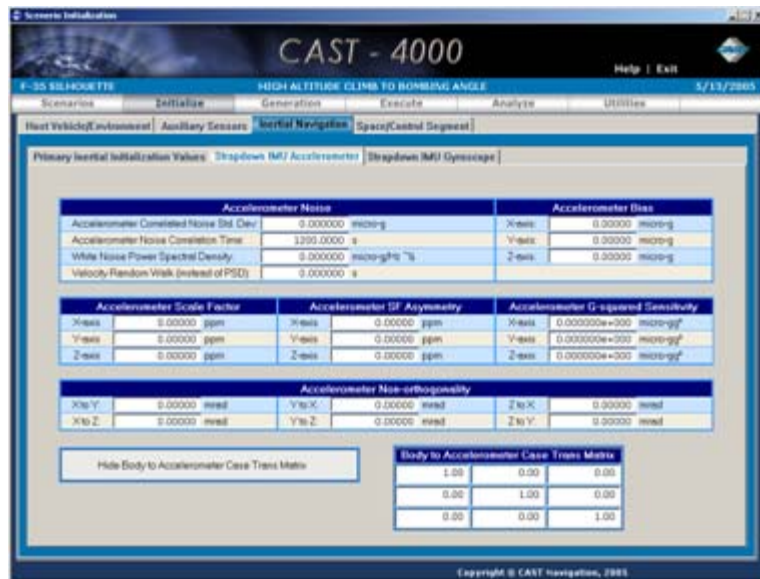 Scenario Initialization
CAST - 4000
Help | Exit
F-35 SILHOUETTE HIGH ALTITUDE CLIMB TO BOMBING ANGLE 5/13/2005
Scenarios Initialize Generation Execute Analyze Utilities
Host Vehicle/Environment Auxiliary Sensors Inertial Navigation Space/Control Segment
Primary Inertial Initialization Values Strapdown IMU Accelerometer Strapdown IMU Gyroscope
Accelerometer Noise Accelerometer Bias
Accelerometer Correlated Noise Std. Dev: 0.000000 micro-g X-axis: 0.00000 micro-g
Accelerometer Noise Correlation Time: 1200.0000 s Y-axis: 0.00000 micro-g
White Noise Power Spectral Density: 0.000000 micro-g/Hz ^½ Z-axis: 0.00000 micro-g
Velocity Random Walk (instead of PSD): 0.000000 s
Accelerometer Scale Factor Accelerometer SF Asymmetry Accelerometer G-squared Sensitivity
X-axis 0.00000 ppm X-axis 0.00000 ppm X-axis 0.000000e+000 micro-g/g²
Y-axis 0.00000 ppm Y-axis 0.00000 ppm Y-axis 0.000000e+000 micro-g/g²
Z-axis 0.00000 ppm Z-axis 0.00000 ppm Z-axis 0.000000e+000 micro-g/g²
Accelerometer Non-orthogonality
X to Y: 0.00000 mrad Y to X: 0.00000 mrad Z to X: 0.00000 mrad
X to Z: 0.00000 mrad Y to Z: 0.00000 mrad Z to Y: 0.00000 mrad
Hide Body to Accelerometer Case Trans Matrix
Body to Accelerometer Case Trans Matrix
1.00 0.00 0.00
0.00 1.00 0.00
0.00 0.00 1.00
Copyright © CAST Navigation, 2005